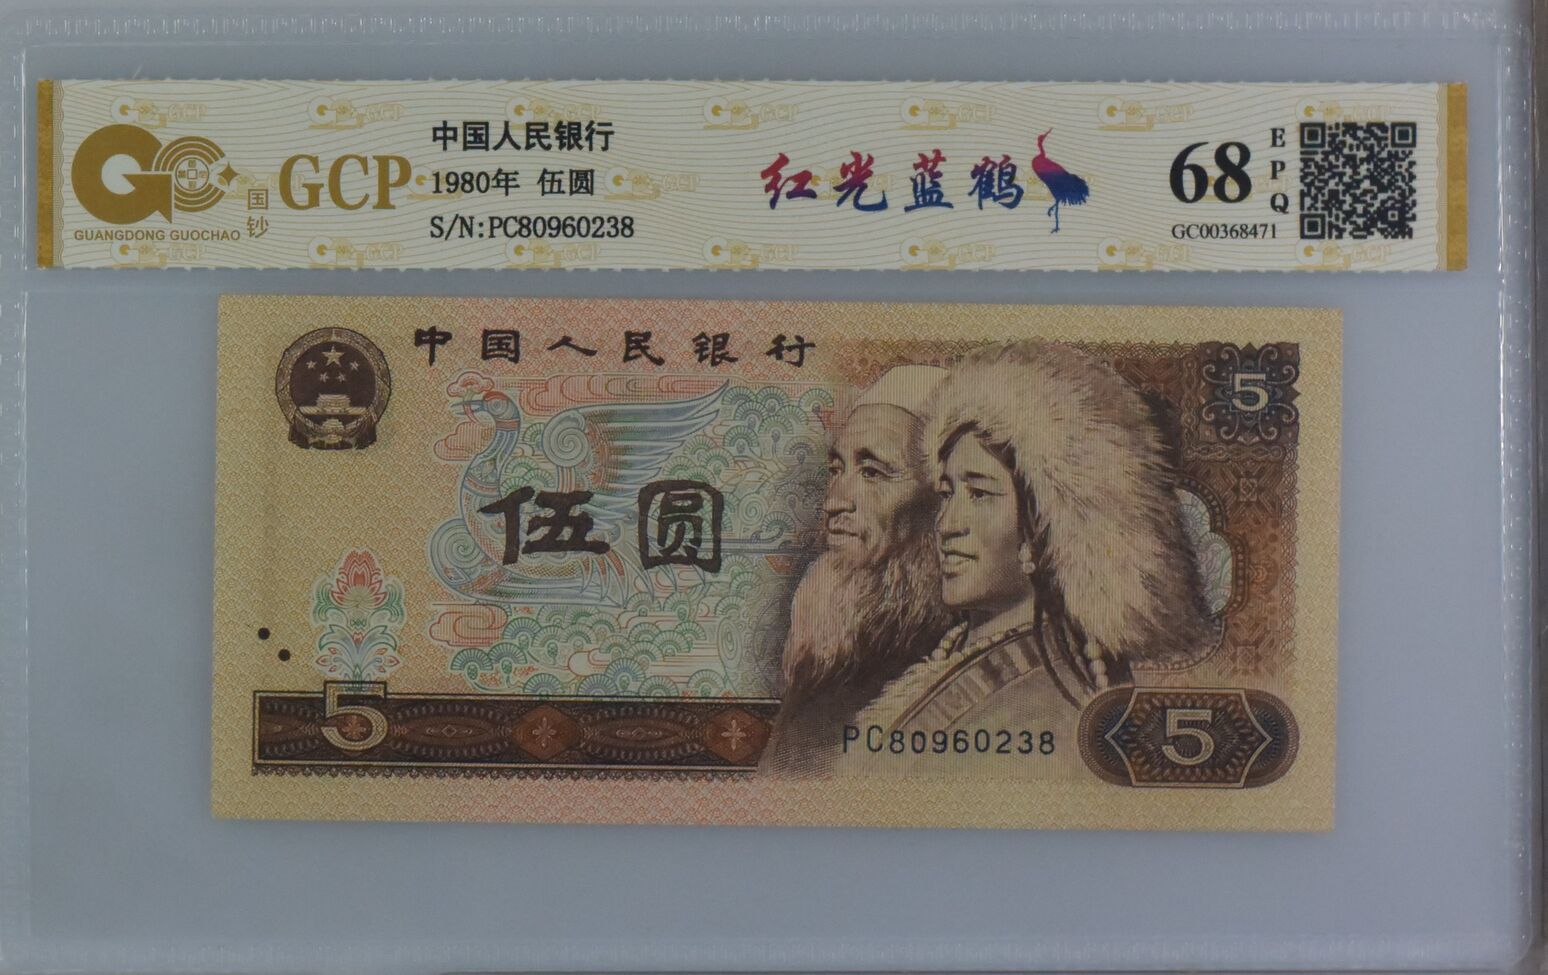 GCP
GUANGDONG GUOCHAO
国钞
中国人民银行
1980年 伍圆
S/N:PC80960238
红光蓝鹤
68
EPQ
GC00368471
中国人民银行
5
伍圆
5
PC80960238
5